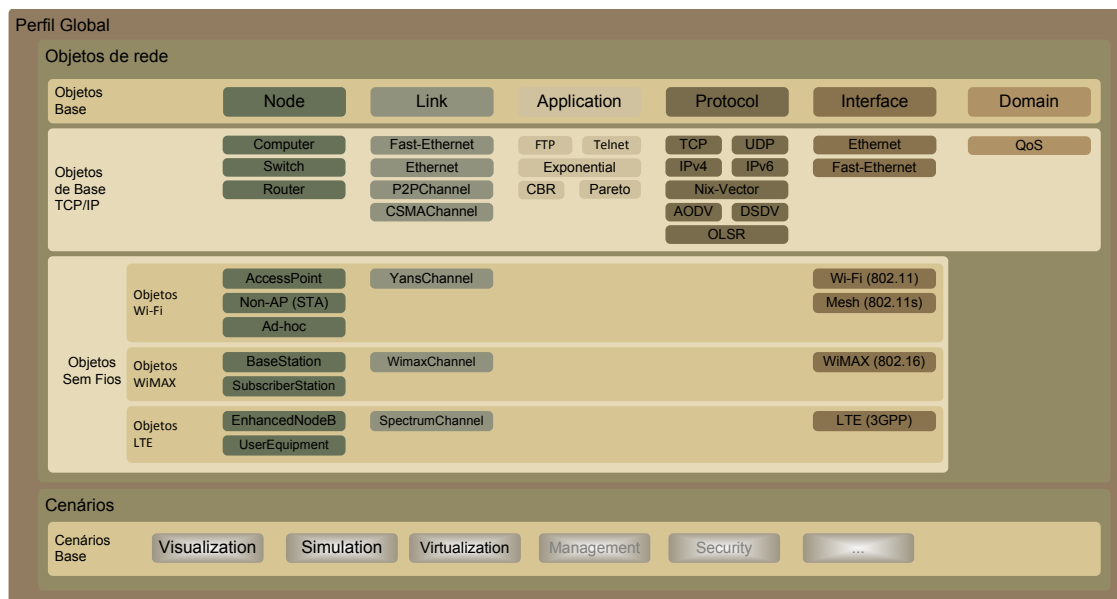 Perfil Global
Objetos de rede
Objetos
Base
Node
Link
Application
Protocol
Interface
Domain
Objetos
de Base
TCP/IP
Computer
Switch
Router
Fast-Ethernet
Ethernet
P2PChannel
CSMAChannel
FTP
Telnet
Exponential
CBR
Pareto
TCP
UDP
IPv4
IPv6
Nix-Vector
AODV
DSDV
OLSR
Ethernet
Fast-Ethernet
QoS
Objetos
Sem Fios
Objetos
Wi-Fi
AccessPoint
Non-AP (STA)
Ad-hoc
YansChannel
Wi-Fi (802.11)
Mesh (802.11s)
Objetos
WiMAX
BaseStation
SubscriberStation
WimaxChannel
WiMAX (802.16)
Objetos
LTE
EnhancedNodeB
UserEquipment
SpectrumChannel
LTE (3GPP)
Cenários
Cenários
Base
Visualization
Simulation
Virtualization
Management
Security
...